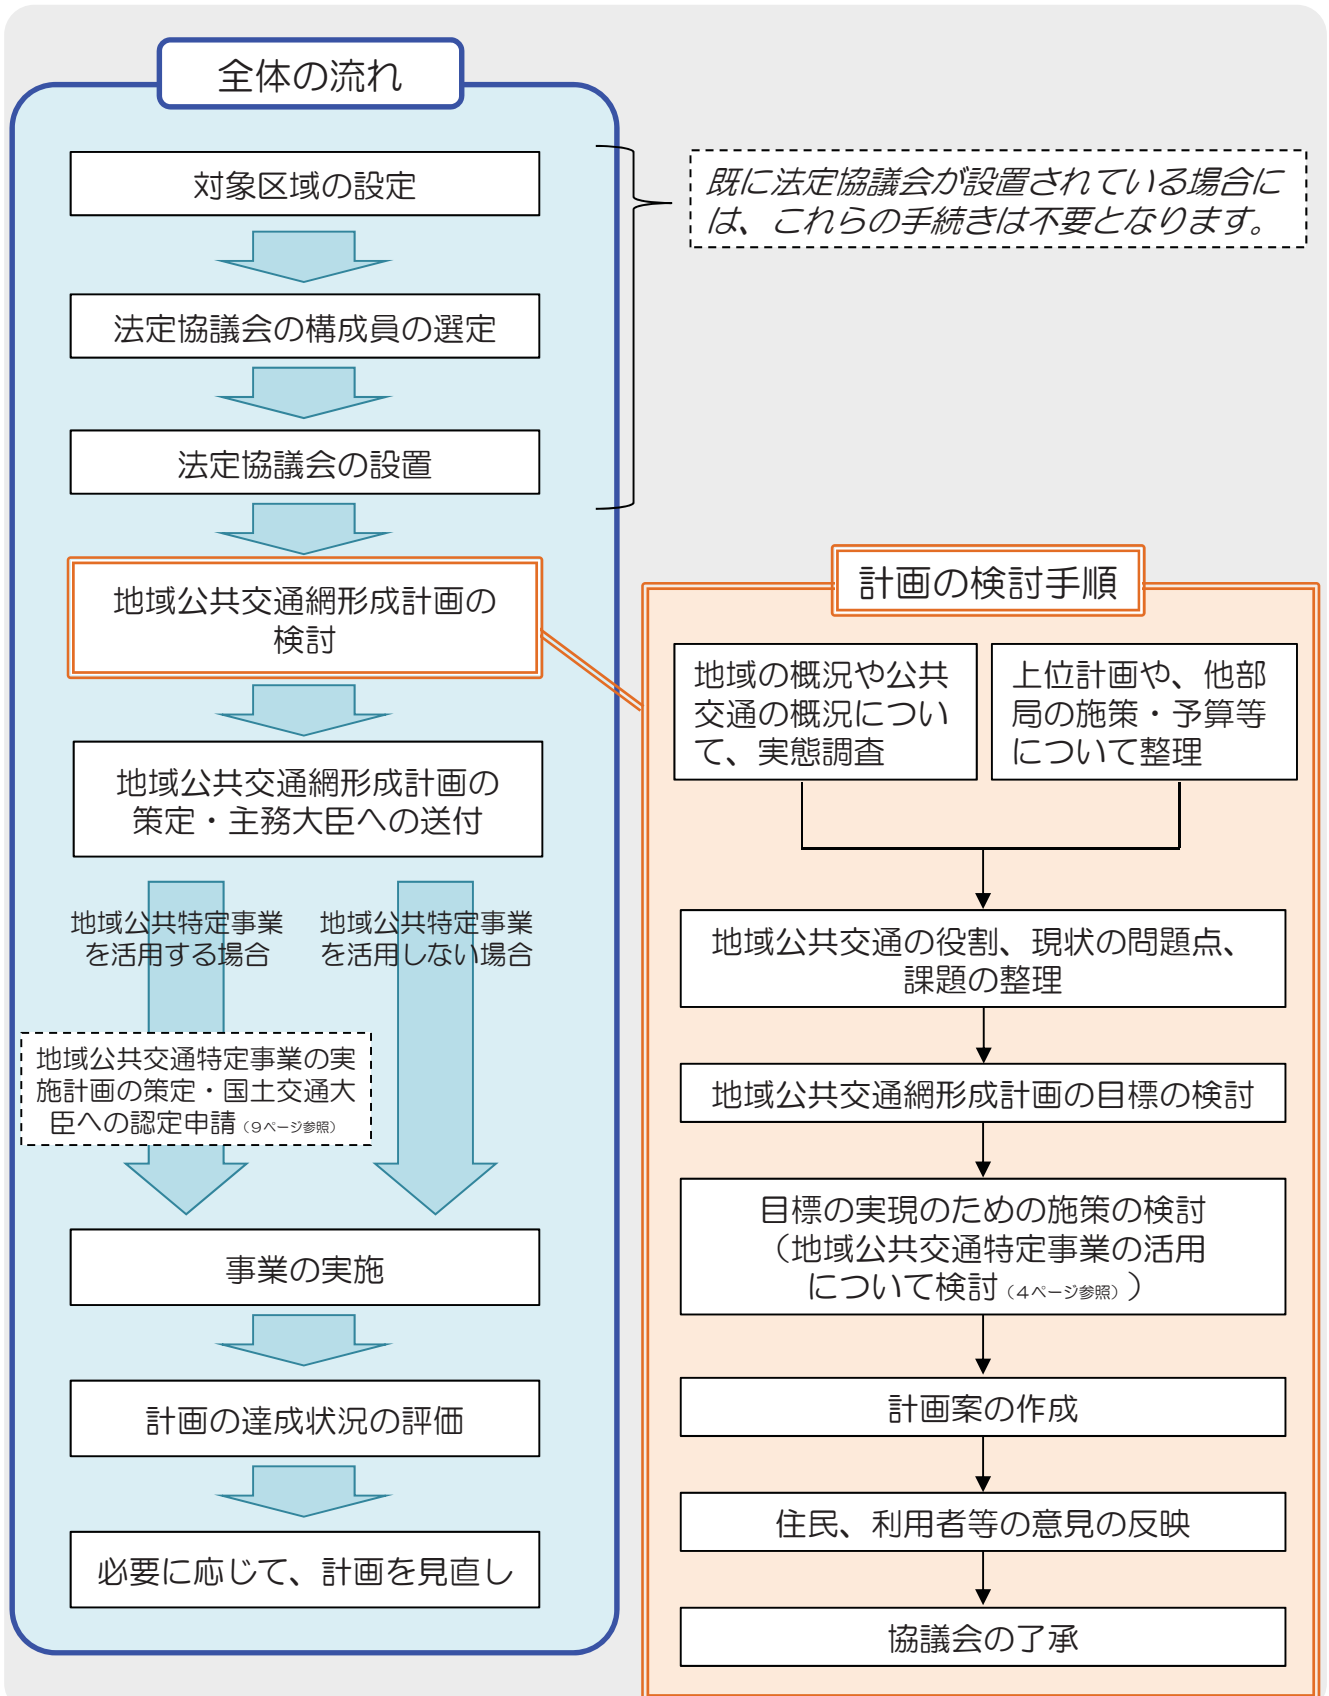 全体の流れ
対象区域の設定
既に法定協議会が設置されている場合に
は、これらの手続きは不要となります。
法定協議会の構成員の選定
法定協議会の設置
地域公共交通網形成計画の
検討
地域公共交通網形成計画の
策定・主務大臣への送付
地域公共特定事業
を活用する場合
地域公共特定事業
を活用しない場合
地域公共交通特定事業の実
施計画の策定・国土交通大
臣への認定申請（9ページ参照）
事業の実施
計画の達成状況の評価
必要に応じて、計画を見直し
計画の検討手順
地域の概況や公共
交通の概況につい
て、実態調査
上位計画や、他部
局の施策・予算等
について整理
地域公共交通の役割、現状の問題点、
課題の整理
地域公共交通網形成計画の目標の検討
目標の実現のための施策の検討
（地域公共交通特定事業の活用
について検討（4ページ参照））
計画案の作成
住民、利用者等の意見の反映
協議会の了承